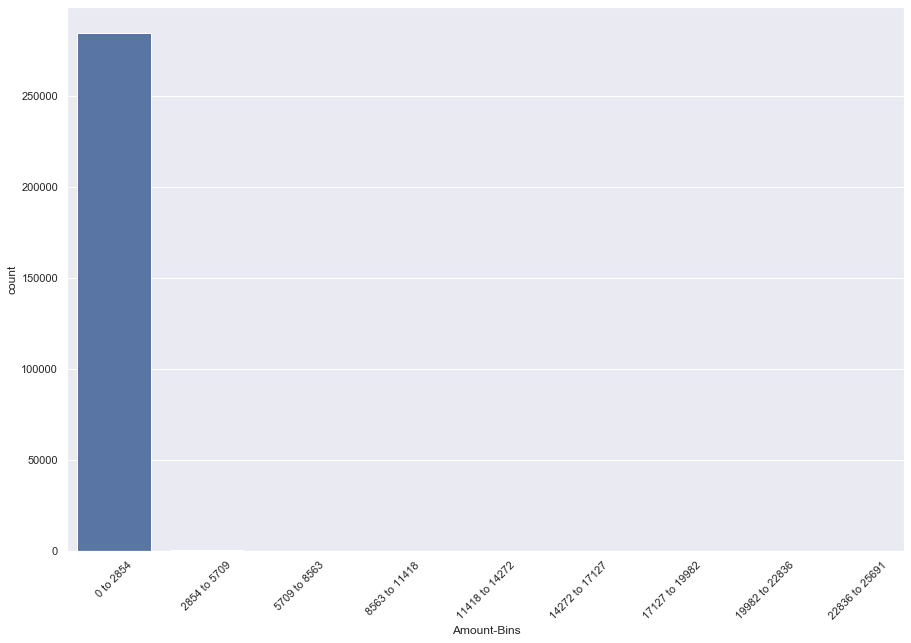 250000
200000
150000
100000
50000
0
count
0 to 2854
2854 to 5709
5709 to 8563
8563 to 11418
11418 to 14272
14272 to 17127
17127 to 19982
19982 to 22836
22836 to 25691
Amount-Bins